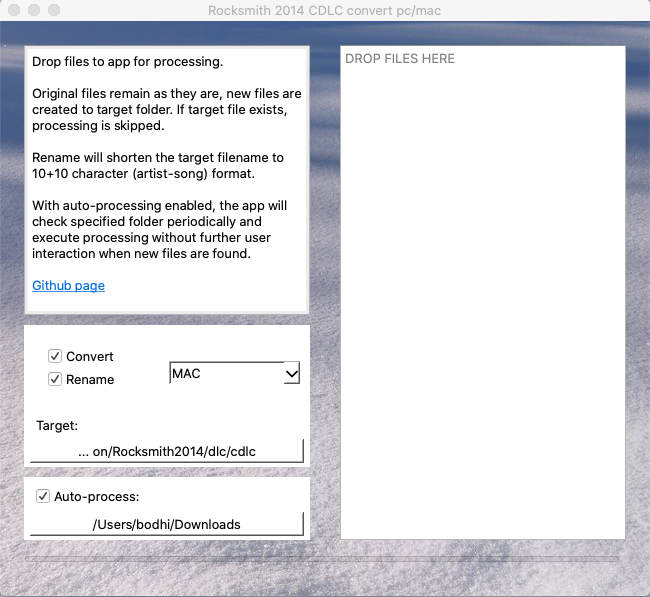 Rocksmith 2014 CDLC convert pc/mac
Drop files to app for processing.
Original files remain as they are, new files are
created to target folder. If target file exists,
processing is skipped.
Rename will shorten the target filename to
10+10 character (artist-song) format.
With auto-processing enabled, the app will
check specified folder periodically and
execute processing without further user
interaction when new files are found.
Github page
Convert
Rename
MAC
Target:
... on/Rocksmith2014/dlc/cdlc
Auto-process:
/Users/bodhi/Downloads
DROP FILES HERE